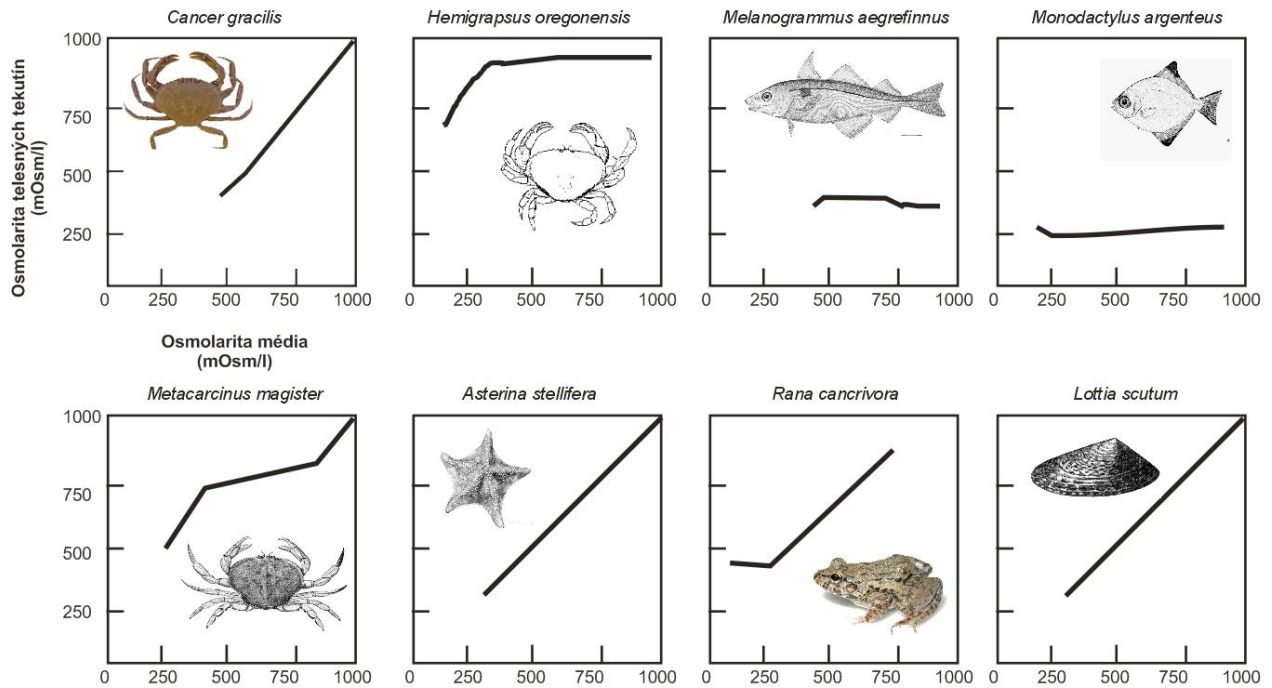 Cancer gracilis
Hemigrapsus oregonensis
Melanogrammus aegrefinnus
Monodactylus argenteus
Osmolarita telesných tekutín
(mOsm/l)
1000
750
500
250
0 250 500 750 1000
0 250 500 750 1000
0 250 500 750 1000
0 250 500 750 1000
Osmolarita média
(mOsm/l)
Metacarcinus magister
Asterina stellifera
Rana cancrivora
Lottia scutum
1000
750
500
250
0 250 500 750 1000
0 250 500 750 1000
0 250 500 750 1000
0 250 500 750 1000